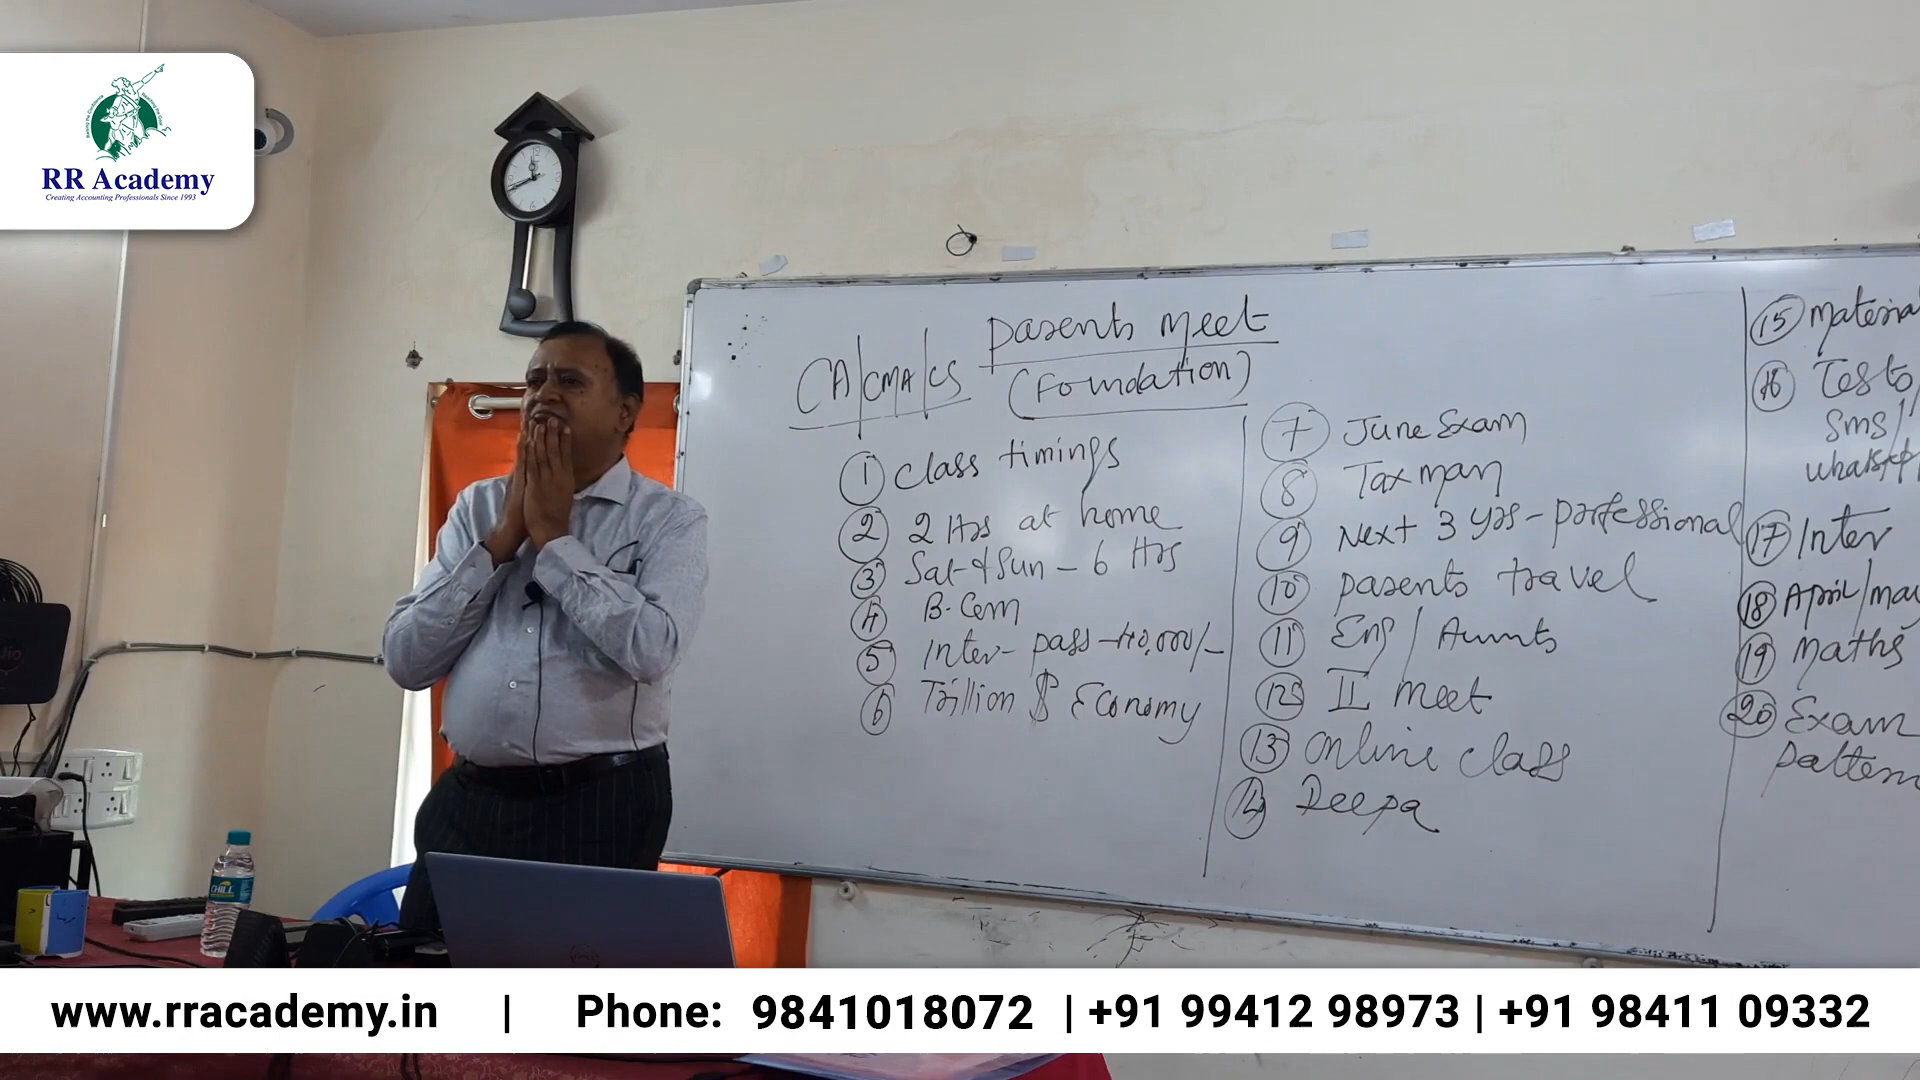 RR Academy
Creating Accounting Professionals Since 1993
Parents Meet
CA/CMA/CS (Foundation)
① Class timings
② 2 Hrs at home
③ Sat & Sun - 6 Hrs
④ B.Com
⑤ Inter - pass - 40,000/-
⑥ Trillion $ Economy
⑦ June Exam
⑧ Taxman
⑨ Next 3 yrs - professional
⑩ parents travel
⑪ Eng / Aunts
⑫ II meet
⑬ online class
⑭ Deepa
⑮ Material
⑯ Tests/
SMS/
⑰ Inter
⑱ April/May
⑲ Maths
⑳ Exam
pattern
CHILL
www.rracademy.in | Phone: 9841018072 | +91 99412 98973 | +91 98411 09332